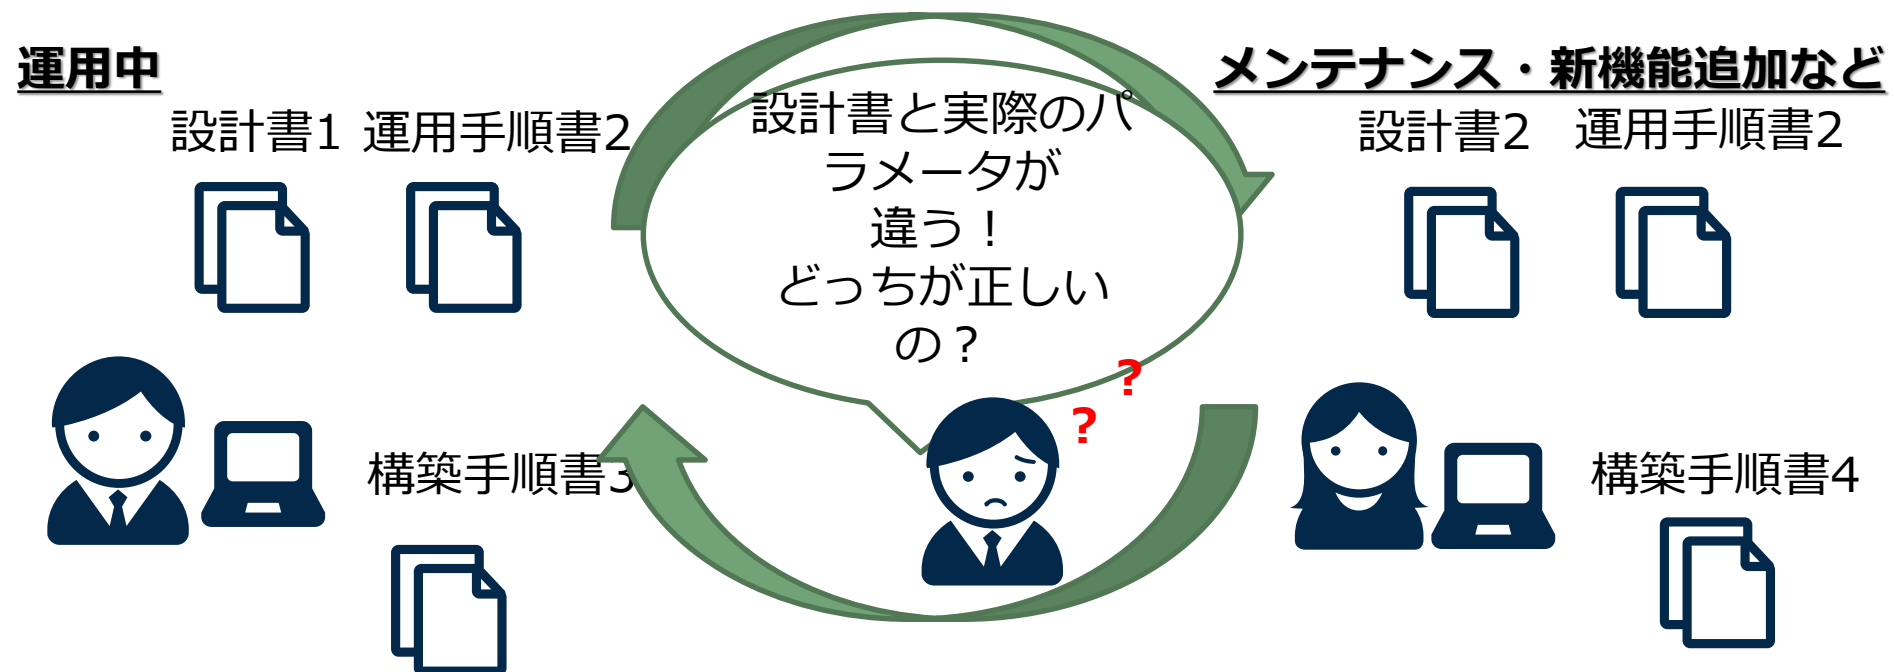 運用中
メンテナンス・新機能追加など
設計書1 運用手順書2
設計書2 運用手順書2
設計書と実際のパ
ラメータが
違う！
どっちが正しい
の？
?
?
構築手順書3
構築手順書4